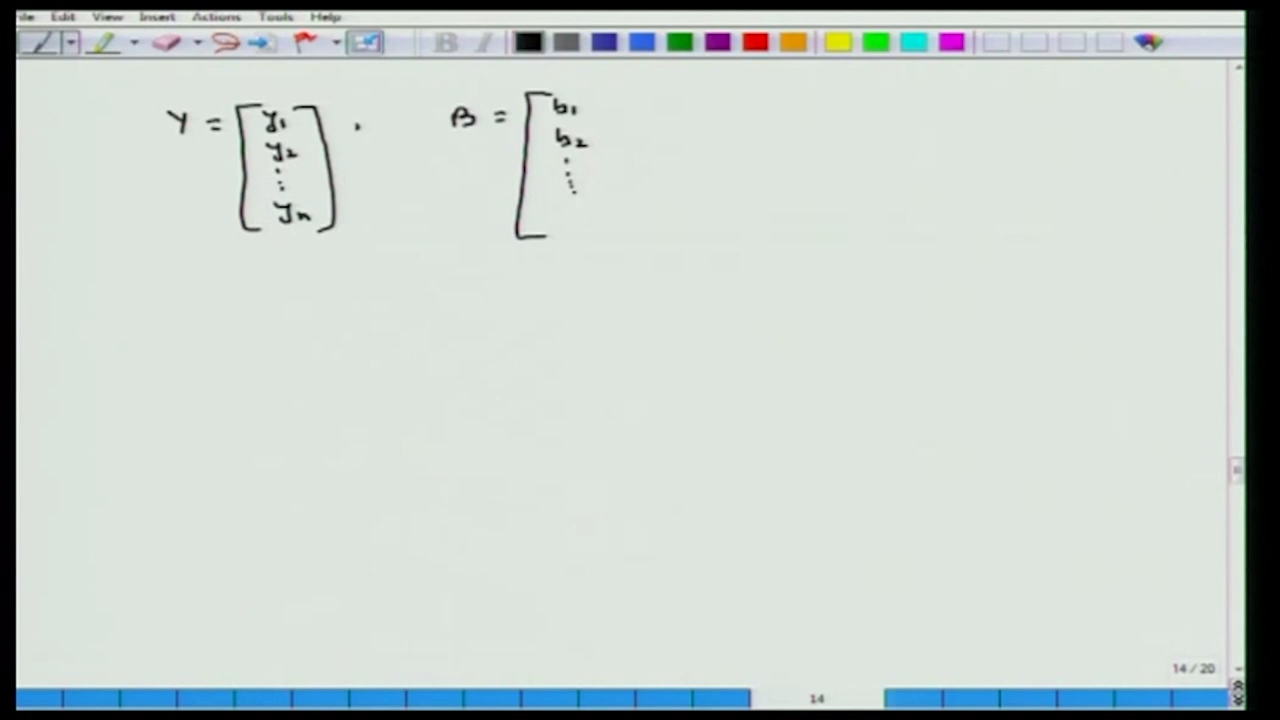 File Edit View Insert Actions Tools Help
B I
Y = [ y1 ] , B = [ b1
y2 b2
⋮ ⋮
yn ]
14 / 20
14